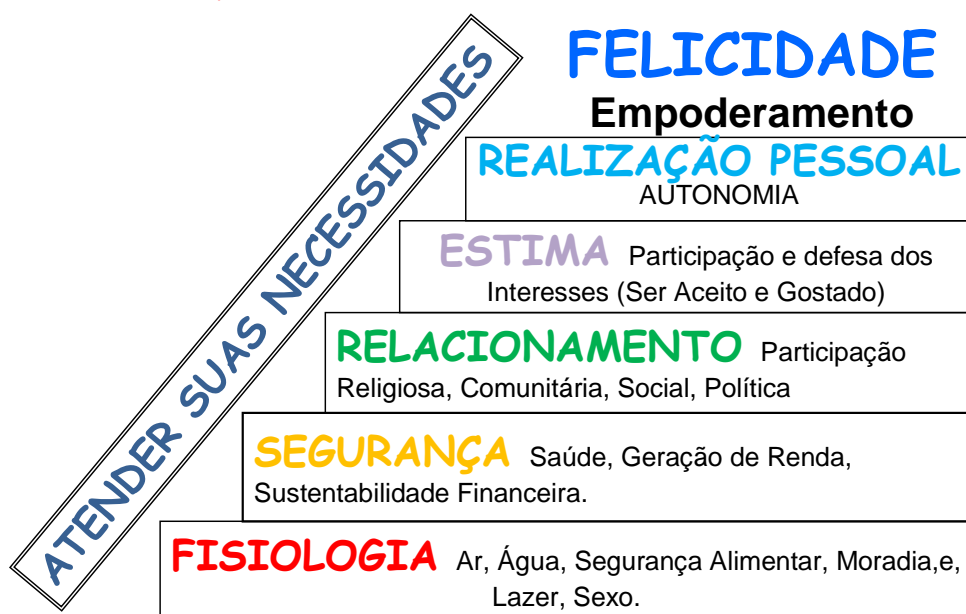 FELICIDADE
Empoderamento
REALIZAÇÃO PESSOAL
AUTONOMIA
ESTIMA Participação e defesa dos
Interesses (Ser Aceito e Gostado)
RELACIONAMENTO Participação
Religiosa, Comunitária, Social, Política
SEGURANÇA Saúde, Geração de Renda,
Sustentabilidade Financeira.
FISIOLOGIA Ar, Água, Segurança Alimentar, Moradia,e,
Lazer, Sexo.
ATENDER SUAS NECESSIDADES